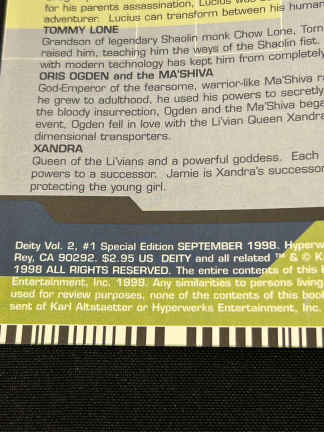 for his parents assassination, Lucius was
adventurer. Lucius can transform between his human
TOMMY LONE
Grandson of legendary Shaolin monk Chow Lone, Tom
raised him, teaching him the ways of the Shaolin fist.
with modern technology has kept him from completely
ORIS OGDEN and the MA'SHIVA
God-Emperor of the fearsome, warrior-like Ma'Shiva r
he grew to adulthood, he used his powers to secretly
the bloody insurrection, Ogden and the Ma'Shiva bega
event, Ogden fell in love with the Li'vian Queen Xandra
dimensional transporters.
XANDRA
Queen of the Li'vians and a powerful goddess. Each
powers to a successor. Jamie is Xandra's successor
protecting the young girl.
Deity Vol. 2, #1 Special Edition SEPTEMBER 1998. Hyperw
Rey, CA 90292. $2.95 US DEITY and all related ™ & © K
1998 ALL RIGHTS RESERVED. The entire contents of this
Entertainment, Inc. 1998. Any similarities to persons living
used for review purposes, none of the contents of this book
sent of Karl Altstaetter or Hyperwerks Entertainment, Inc.